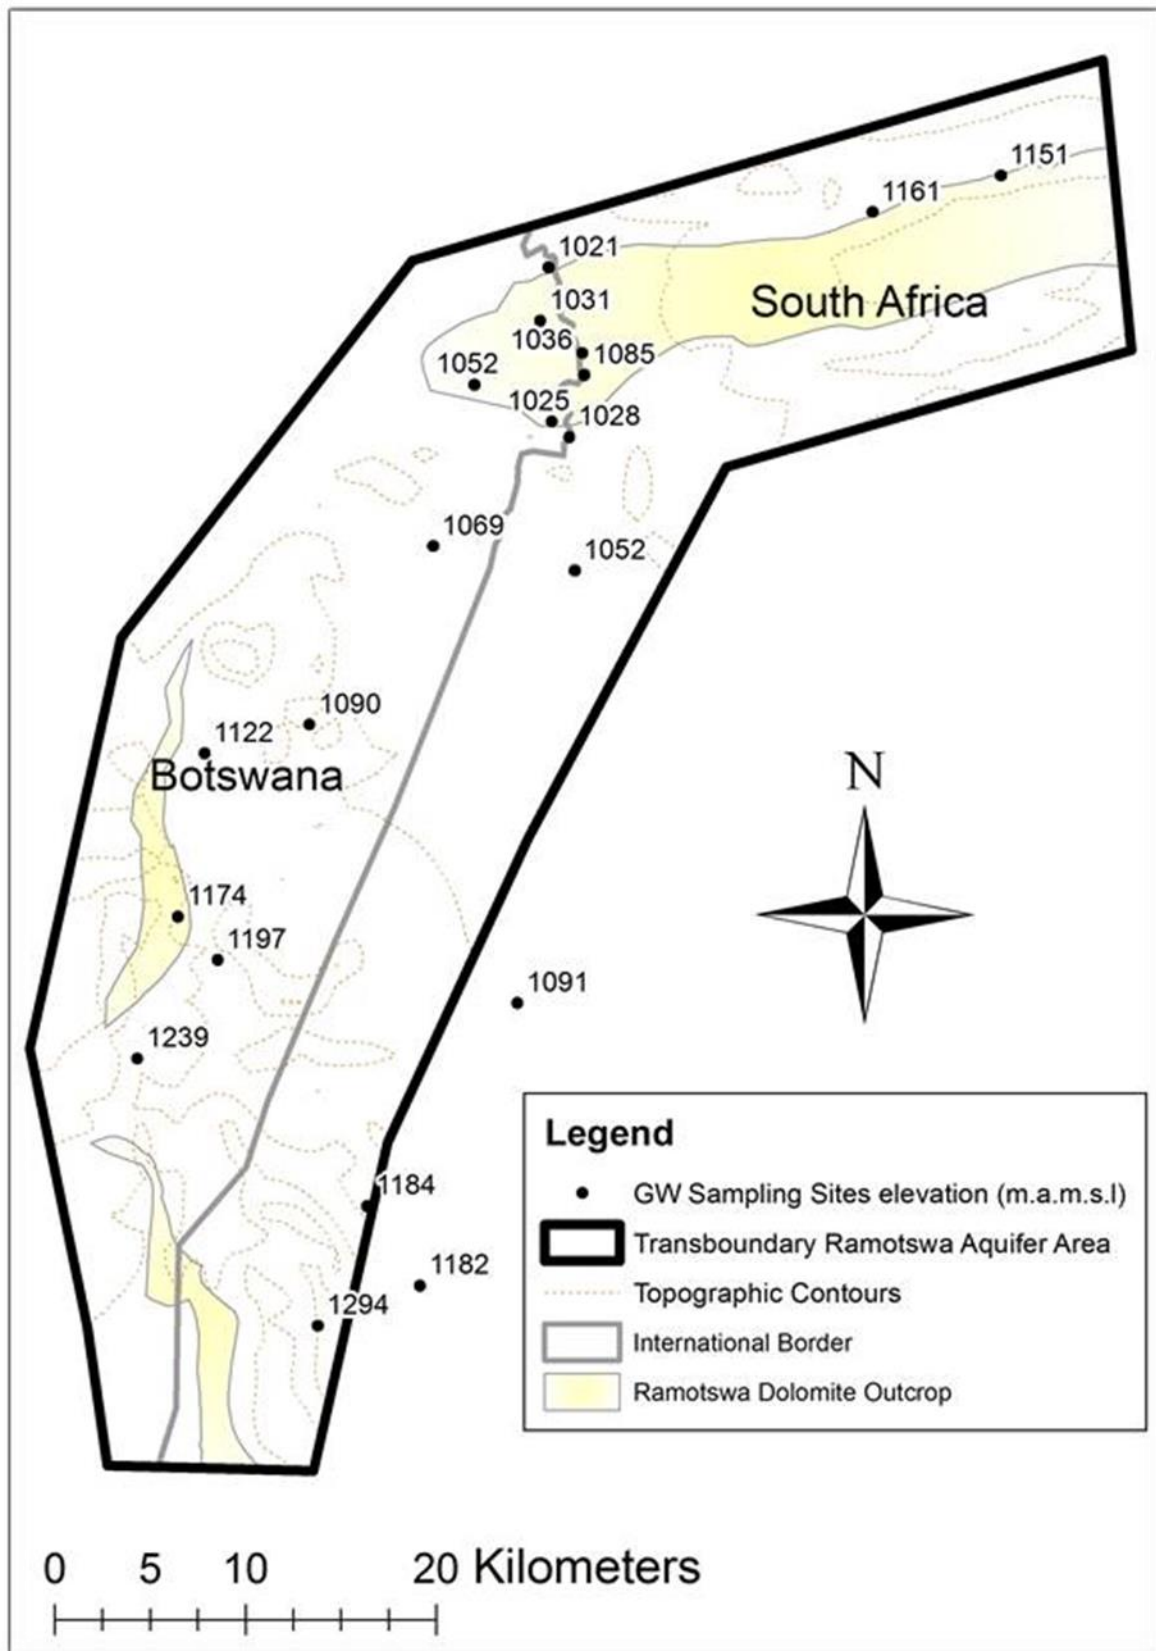 1151
1161
1021
South Africa
1031
1036
1085
1052
1025
1028
1069
1052
1090
1122
Botswana
N
1174
1197
1091
1239
Legend
GW Sampling Sites elevation (m.a.m.s.l)
Transboundary Ramotswa Aquifer Area
Topographic Contours
International Border
Ramotswa Dolomite Outcrop
1184
1182
1294
0 5 10 20 Kilometers